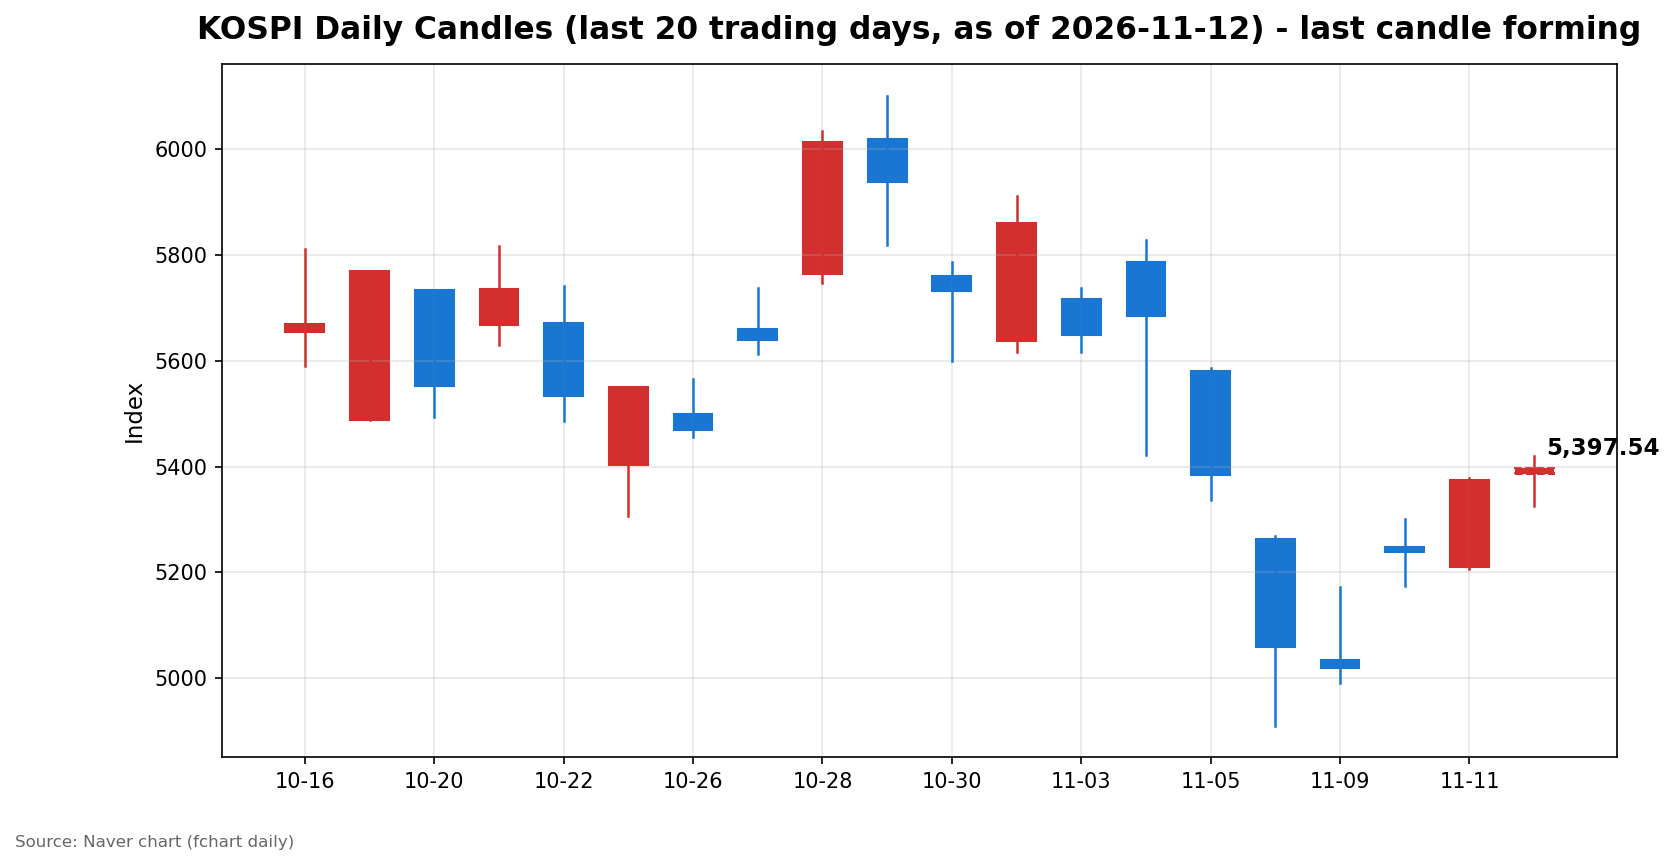 KOSPI Daily Candles (last 20 trading days, as of 2026-11-12) - last candle forming
6000
5800
5600
5400
5200
5000
Index
5,397.54
10-16 10-20 10-22 10-26 10-28 10-30 11-03 11-05 11-09 11-11
Source: Naver chart (fchart daily)